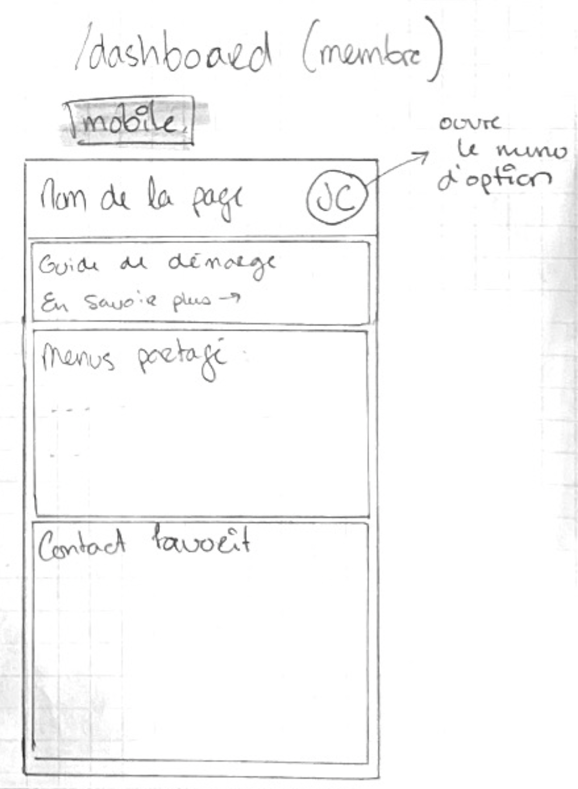 /dashboard (membre)
mobile
ouvre
le menu
d'option
Nom de la page
JC
Guide de démarge
En savoir plus →
Menus partagé
Contact favorit